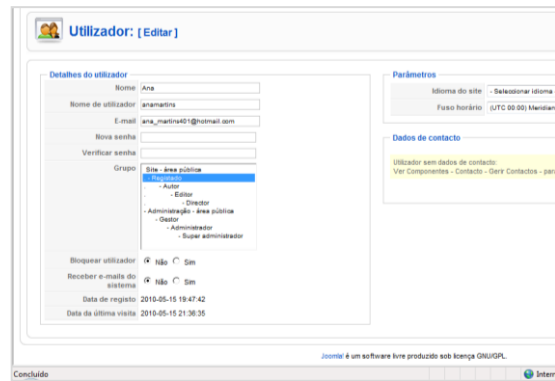 Utilizador: [ Editar ]
Detalhes do utilizador
Nome Ana
Nome de utilizador anamartins
E-mail ana_martins401@hotmail.com
Nova senha
Verificar senha
Grupo
Site - área pública
- Registado
. - Autor
. - Editor
. - Director
- Administração - área pública
. - Gestor
. - Administrador
. - Super administrador
Bloquear utilizador Não Sim
Receber e-mails do
sistema Não Sim
Data de registo 2010-05-15 19:47:42
Data da última visita 2010-05-15 21:36:35
Parâmetros
Idioma do site - Seleccionar idioma
Fuso horário (UTC 00:00) Meridian
Dados de contacto
Utilizador sem dados de contacto:
Ver Componentes - Contacto - Gerir Contactos - par
Joomla! é um software livre produzido sob licença GNU/GPL.
Concluído
Intern